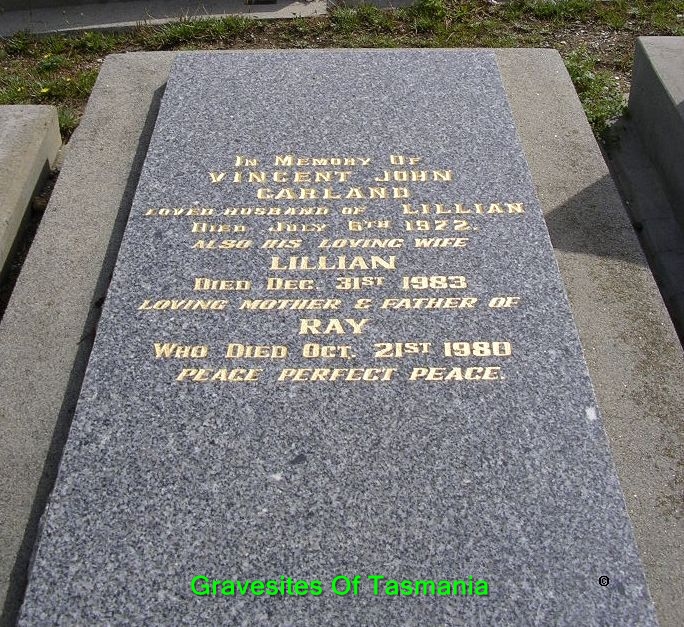 In Memory Of
VINCENT JOHN
GARLAND
LOVED HUSBAND OF LILLIAN
Died July 6TH 1972.
ALSO HIS LOVING WIFE
LILLIAN
Died Dec. 31ST 1983
LOVING MOTHER & FATHER OF
RAY
Who Died Oct. 21ST 1980
PEACE PERFECT PEACE.
Gravesites Of Tasmania
©